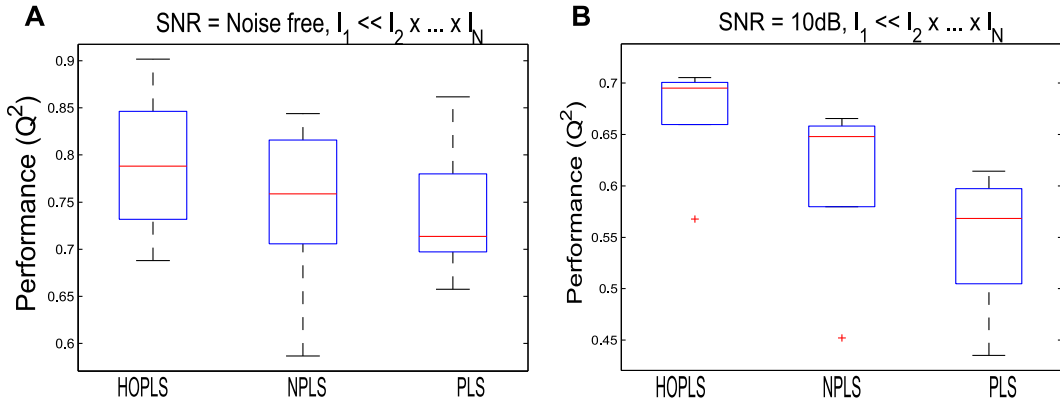 A
SNR = Noise free, I₁ << I₂ x ... x I_N
Performance (Q²)
0.9
0.85
0.8
0.75
0.7
0.65
0.6
HOPLS NPLS PLS
B
SNR = 10dB, I₁ << I₂ x ... x I_N
Performance (Q²)
0.7
0.65
0.6
0.55
0.5
0.45
HOPLS NPLS PLS